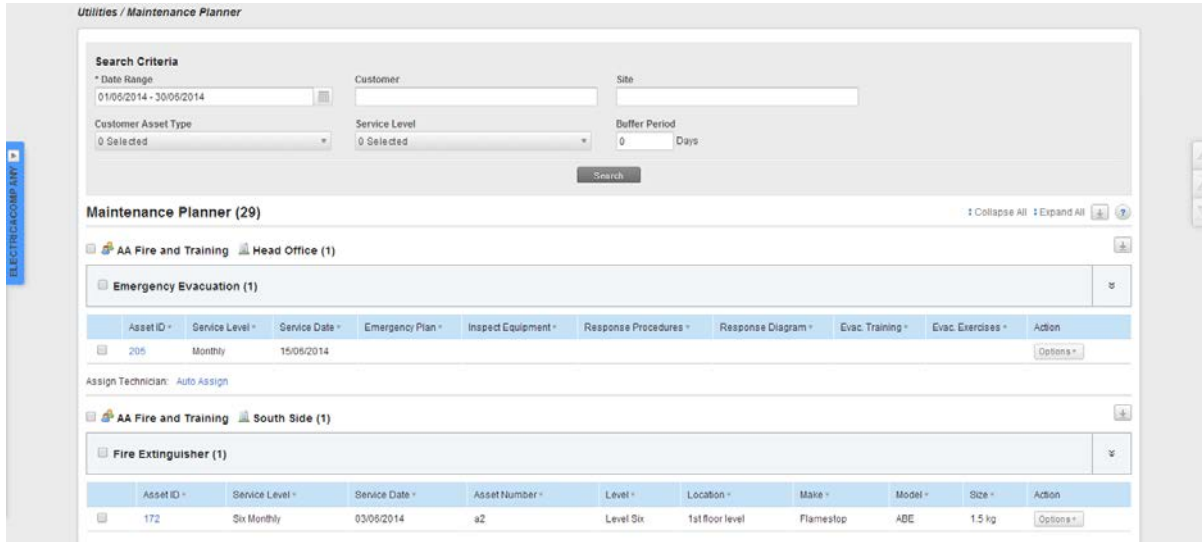 Utilities / Maintenance Planner
Search Criteria
* Date Range Customer Site
01/06/2014 - 30/06/2014
Customer Asset Type Service Level Buffer Period
0 Selected 0 Selected 0 Days
Search
ELECTRICACOMPANY
Maintenance Planner (29) Collapse All Expand All ?
AA Fire and Training Head Office (1)
Emergency Evacuation (1)
Asset ID Service Level Service Date Emergency Plan Inspect Equipment Response Procedures Response Diagram Evac. Training Evac. Exercises Action
205 Monthly 15/06/2014 Options
Assign Technician: Auto Assign
AA Fire and Training South Side (1)
Fire Extinguisher (1)
Asset ID Service Level Service Date Asset Number Level Location Make Model Size Action
172 Six Monthly 03/06/2014 a2 Level Six 1st floor level Flamestop ABE 1.5 kg Options